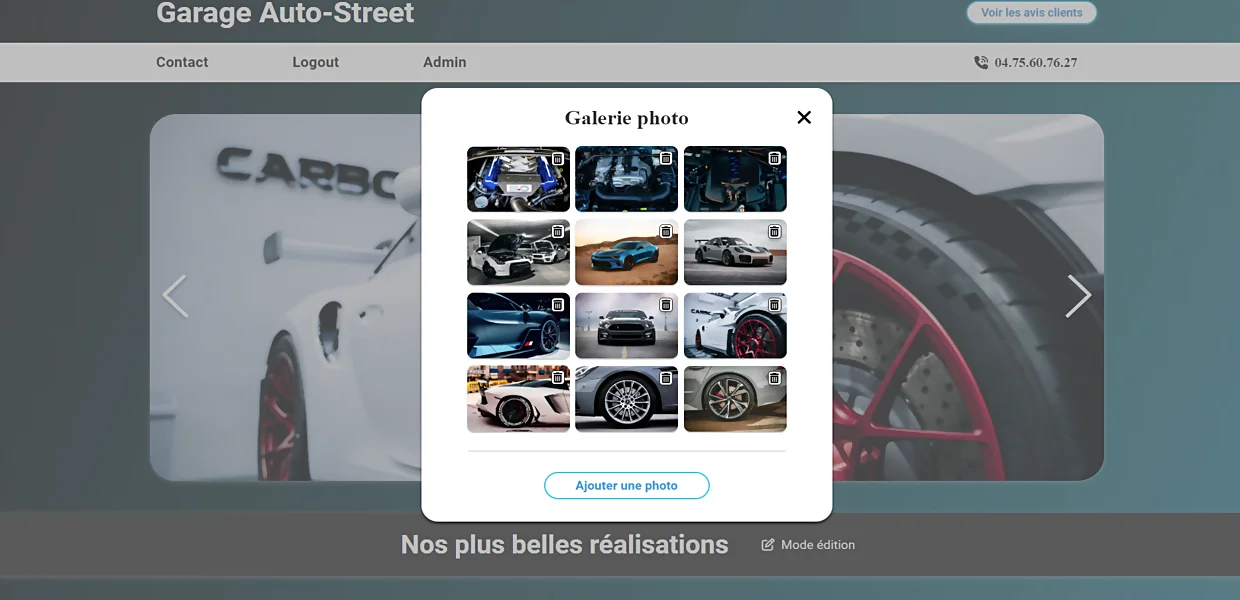 Garage Auto-Street
Voir les avis clients
Contact
Logout
Admin
04.75.60.76.27
Galerie photo
CARBO
Ajouter une photo
Nos plus belles réalisations
Mode édition